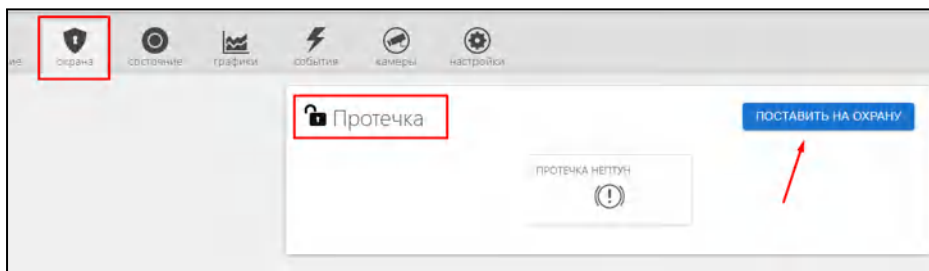 охрана
состояние
графики
события
камеры
настройки
Протечка
ПОСТАВИТЬ НА ОХРАНУ
ПРОТЕЧКА НЕПТУН